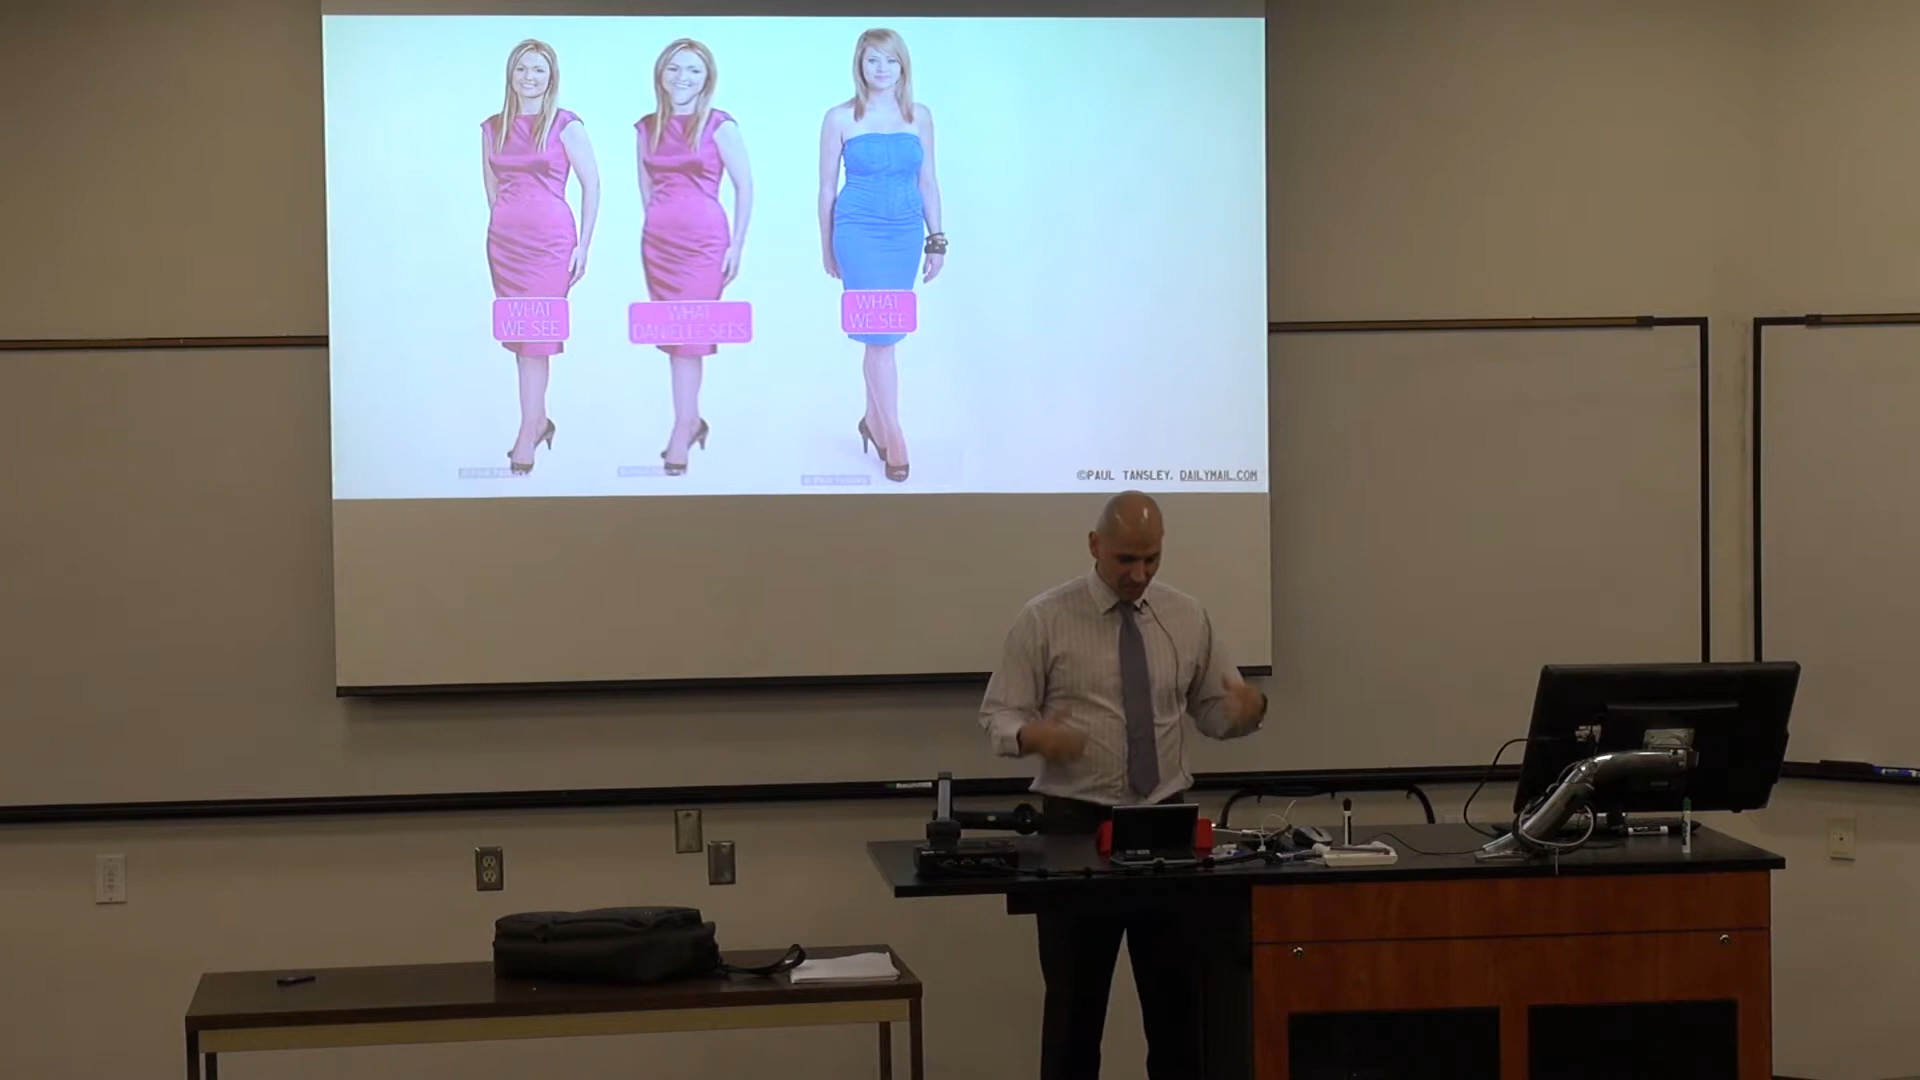 WHAT
WE SEE
WHAT
DANIELLE SEES
WHAT
WE SEE
©PAUL TANSLEY, DAILYMAIL.COM